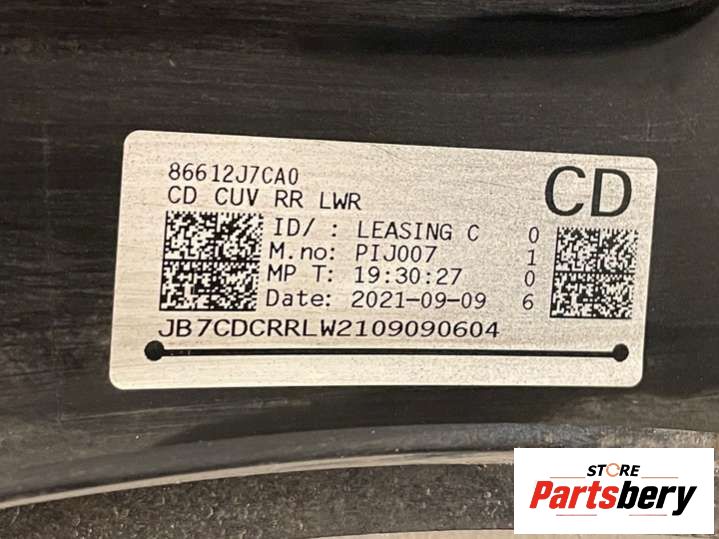 86612J7CA0
CD CUV RR LWR
CD
ID/ : LEASING C
M.no: PIJ007
MP T: 19:30:27
Date: 2021-09-09
0
1
0
6
JB7CDCRRLW2109090604
STORE
Partsbery